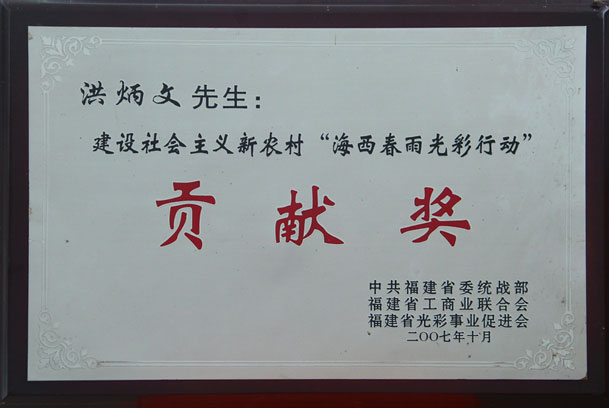 洪炳文先生：
建设社会主义新农村“海西春雨光彩行动”
贡献奖
中共福建省委统战部
福建省工商业联合会
福建省光彩事业促进会
二〇〇七年十月